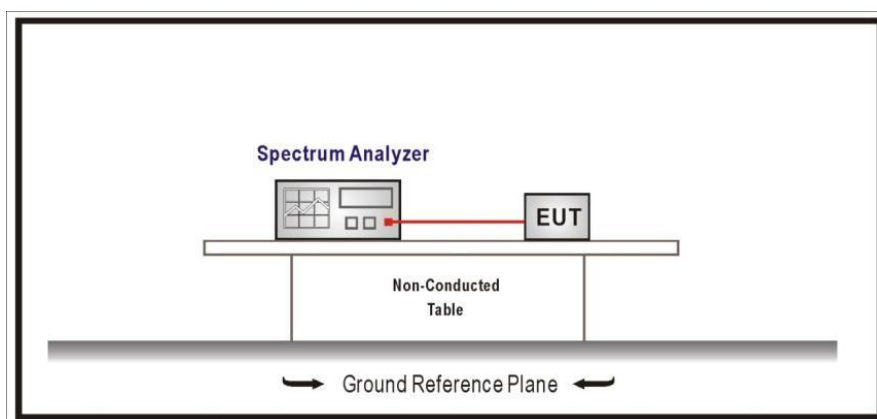 Spectrum Analyzer
EUT
Non-Conducted
Table
Ground Reference Plane